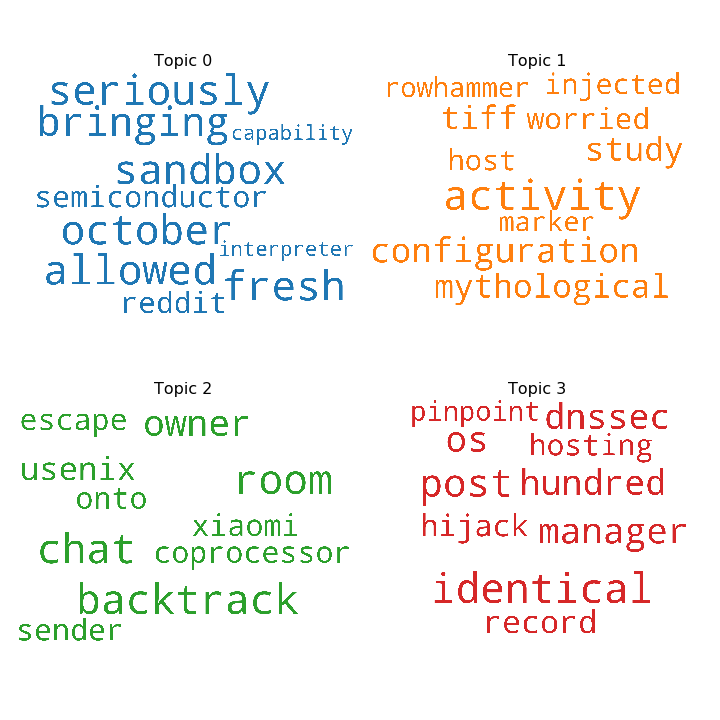 Topic 0
seriously
bringing
capability
sandbox
semiconductor
october
interpreter
allowed
fresh
reddit
Topic 1
rowhammer injected
tiff worried
study
host
activity
marker
configuration
mythological
Topic 2
escape owner
usenix
room
onto
xiaomi
chat coprocessor
backtrack
sender
Topic 3
pinpoint dnssec
os hosting
post hundred
hijack manager
identical
record